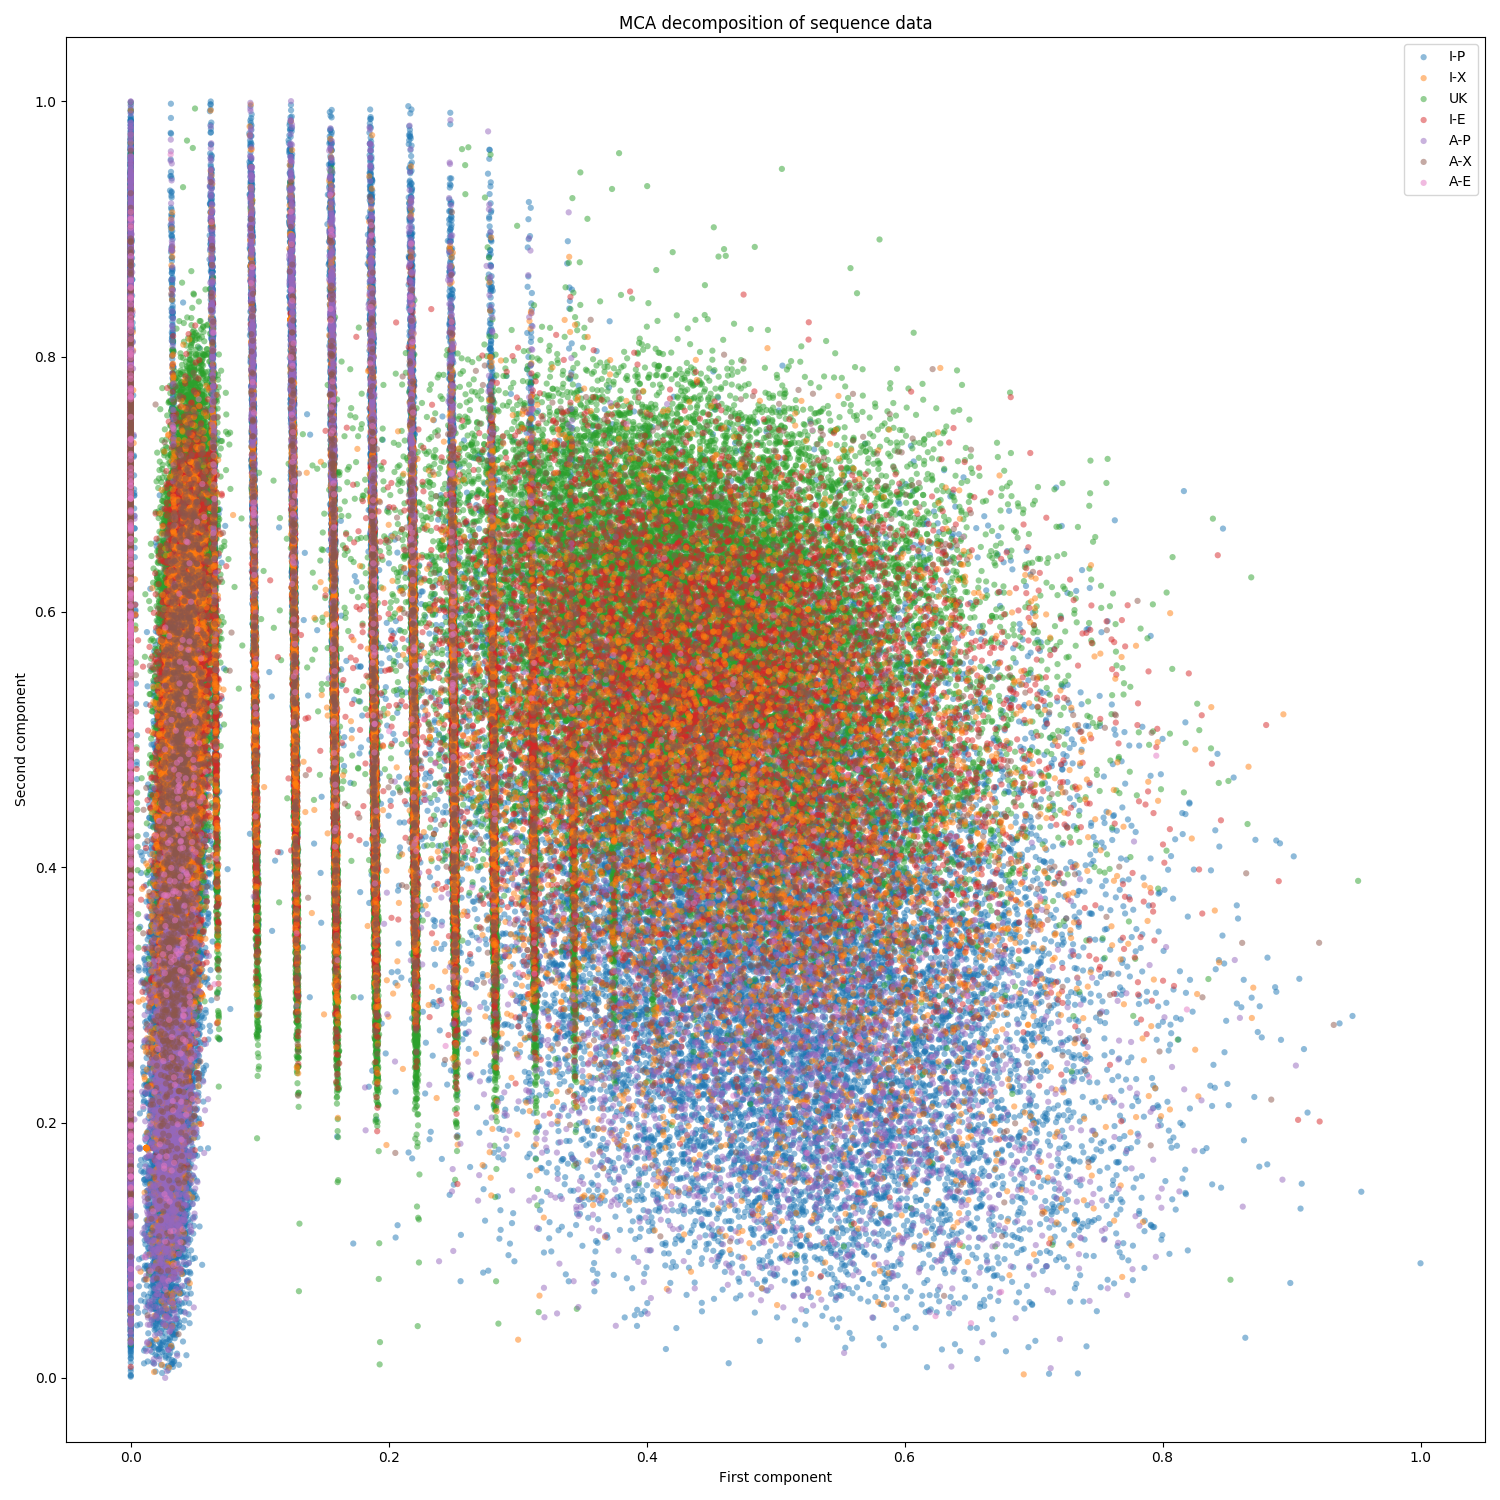 MCA decomposition of sequence data
I-P
I-X
UK
I-E
A-P
A-X
A-E
1.0
0.8
0.6
0.4
0.2
0.0
Second component
0.0
0.2
0.4
0.6
0.8
1.0
First component